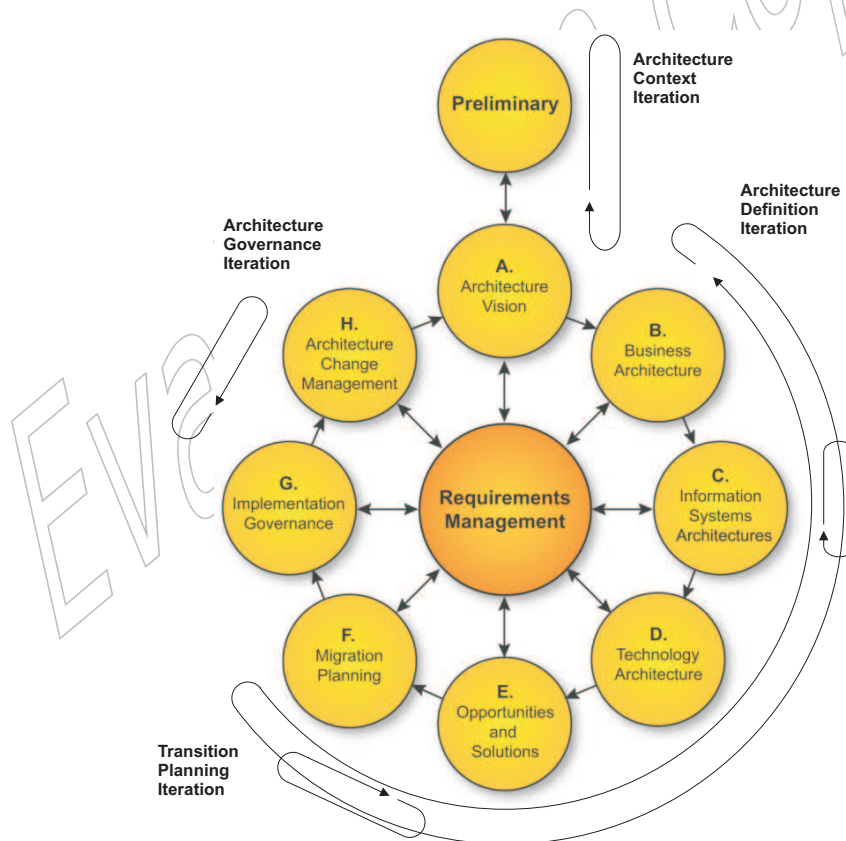 Architecture
Context
Iteration
Preliminary
Architecture
Definition
Iteration
Architecture
Governance
Iteration
A.
Architecture
Vision
H.
Architecture
Change
Management
B.
Business
Architecture
G.
Implementation
Governance
Requirements
Management
C.
Information
Systems
Architectures
F.
Migration
Planning
D.
Technology
Architecture
E.
Opportunities
and
Solutions
Transition
Planning
Iteration